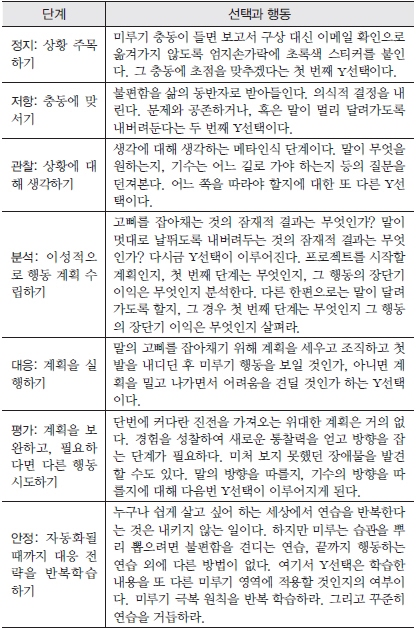 단계
선택과 행동
정지: 상황 주목
하기
미루기 충동이 들면 보고서 구상 대신 이메일 확인으로
옮겨가지 않도록 엄지손가락에 초록색 스티커를 붙인
다. 그 충동에 초점을 맞추겠다는 첫 번째 Y선택이다.
저항: 충동에 맞
서기
불편함을 삶의 동반자로 받아들인다. 의식적 결정을 내
린다. 문제와 공존하거나, 혹은 말이 멀리 달려가도록
내버려둔다는 두 번째 Y선택이다.
관찰: 상황에 대
해 생각하기
생각에 대해 생각하는 메타인식 단계이다. 말이 무엇을
원하는지, 기수는 어느 길로 가야 하는지 등의 질문을
던져본다. 어느 쪽을 따라야 할지에 대한 또 다른 Y선
택이다.
분석: 이성적으
로 행동 계획 수
립하기
고삐를 잡아채는 것의 잠재적 결과는 무엇인가? 말이
멋대로 날뛰도록 내버려두는 것의 잠재적 결과는 무엇
인가? 다시금 Y선택이 이루어진다. 프로젝트를 시작할
계획인지, 첫 번째 단계는 무엇인지, 그 행동의 장단기
이익은 무엇인지 분석한다. 다른 한편으로는 말이 달려
가도록 할지, 그 경우 첫 번째 단계는 무엇인지 그 행동
의 장단기 이익은 무엇인지 살펴라.
대응: 계획을 실
행하기
말의 고삐를 잡아채기 위해 계획을 세우고 조직하고 첫
발을 내디딘 후 미루기 행동을 보일 것인가, 아니면 계
획을 밀고 나가면서 어려움을 견딜 것인가 하는 Y선택
이다.
평가: 계획을 보
완하고, 필요하
다면 다른 행동
시도하기
단번에 커다란 진전을 가져오는 위대한 계획은 거의 없
다. 경험을 성찰하여 새로운 통찰력을 얻고 방향을 잡
는 단계가 필요하다. 미처 보지 못했던 장애물을 발견
할 수도 있다. 말의 방향을 따를지, 기수의 방향을 따
를지에 대해 다음번 Y선택이 이루어지게 된다.
안정: 자동화될
때까지 대응 전
략을 반복학습
하기
누구나 쉽게 살고 싶어 하는 세상에서 연습을 반복한다
는 것은 내키지 않는 일이다. 하지만 미루는 습관을 뿌
리 뽑으려면 불편함을 견디는 연습, 끝까지 행동하는
연습 외에 다른 방법이 없다. 여기서 Y선택은 학습한
내용을 또 다른 미루기 영역에 적용할 것인지의 여부이
다. 미루기 극복 원칙을 반복 학습하라. 그리고 꾸준히
연습을 거듭하라.